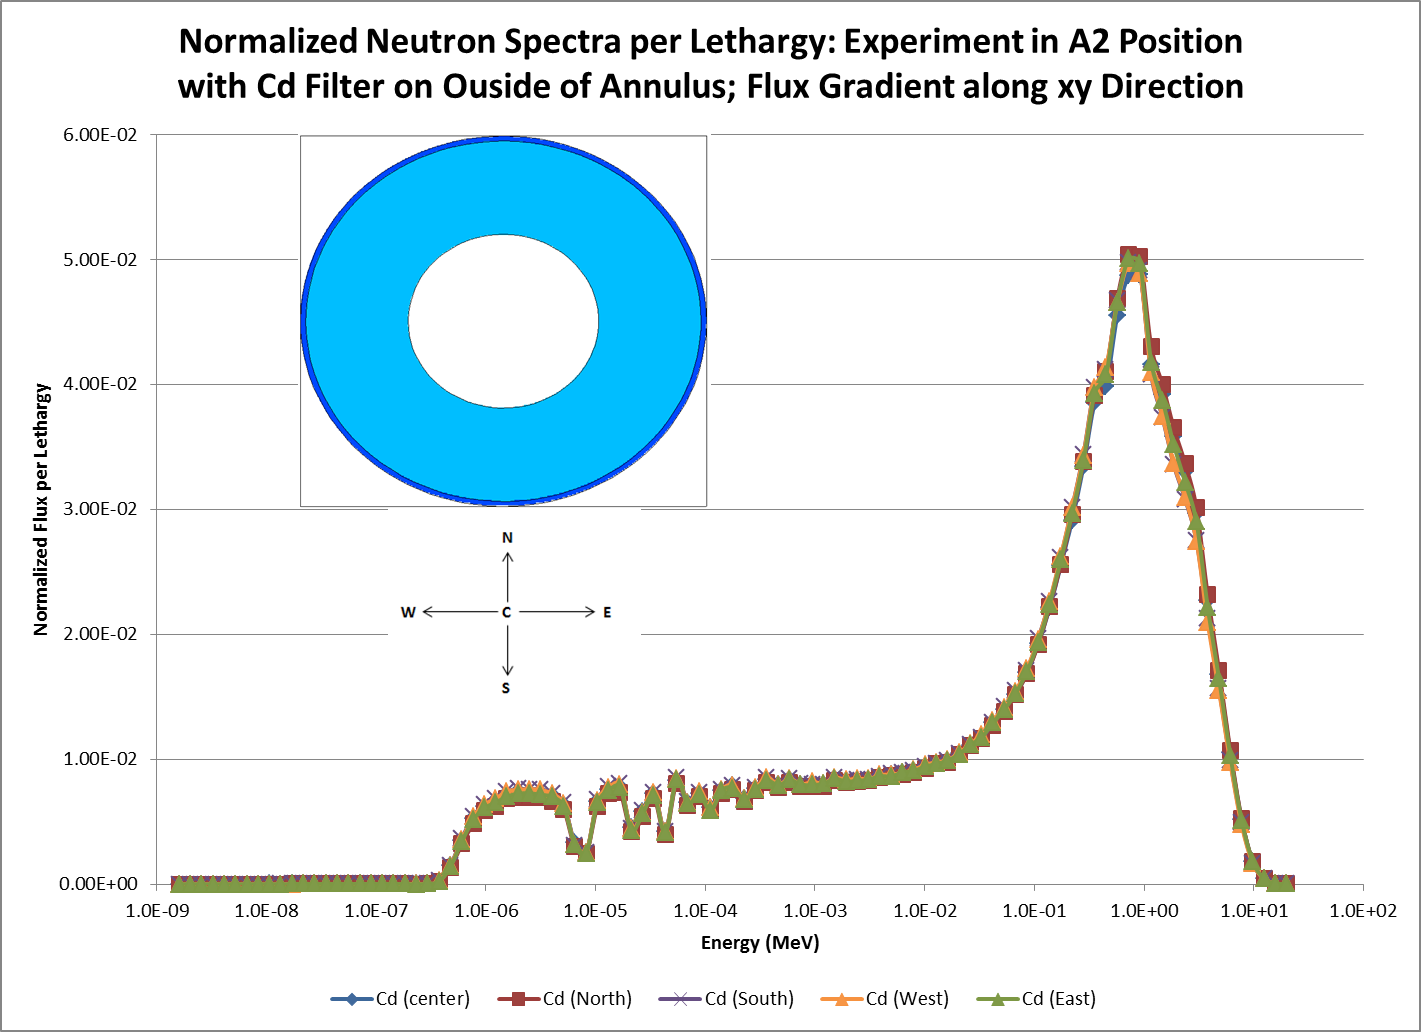 Normalized Neutron Spectra per Lethargy: Experiment in A2 Position
with Cd Filter on Ouside of Annulus; Flux Gradient along xy Direction
6.00E-02
5.00E-02
4.00E-02
3.00E-02
2.00E-02
1.00E-02
0.00E+00
Normalized Flux per Lethargy
N
W C E
S
1.0E-09 1.0E-08 1.0E-07 1.0E-06 1.0E-05 1.0E-04 1.0E-03 1.0E-02 1.0E-01 1.0E+00 1.0E+01 1.0E+02
Energy (MeV)
Cd (center) Cd (North) Cd (South) Cd (West) Cd (East)